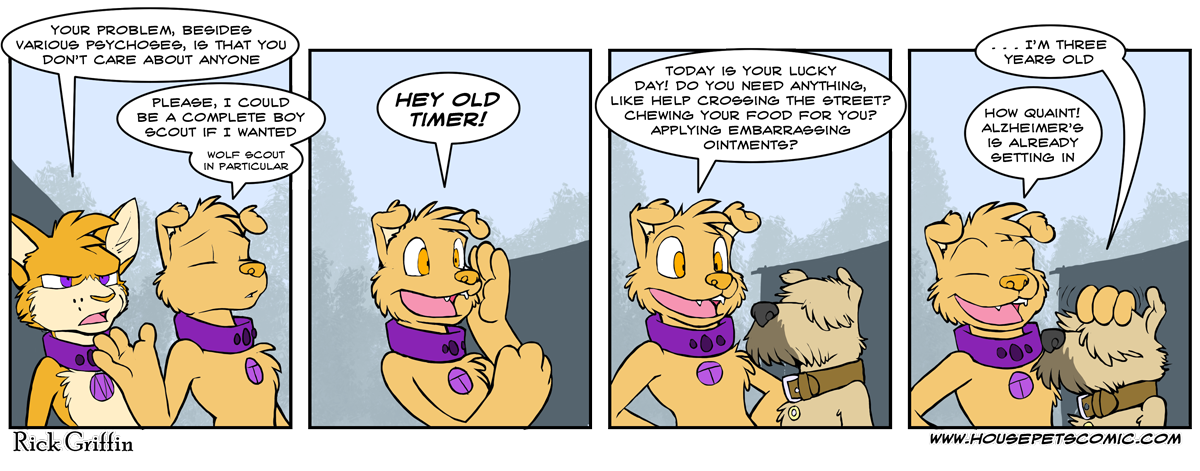 YOUR PROBLEM, BESIDES
VARIOUS PSYCHOSES, IS THAT YOU
DON'T CARE ABOUT ANYONE
PLEASE, I COULD
BE A COMPLETE BOY
SCOUT IF I WANTED
WOLF SCOUT
IN PARTICULAR
N
T
HEY OLD
TIMER!
T
TODAY IS YOUR LUCKY
DAY! DO YOU NEED ANYTHING,
LIKE HELP CROSSING THE STREET?
CHEWING YOUR FOOD FOR YOU?
APPLYING EMBARRASSING
OINTMENTS?
T
. . . I'M THREE
YEARS OLD
HOW QUAINT!
ALZHEIMER'S
IS ALREADY
SETTING IN
T
Rick Griffin
WWW.HOUSEPETSCOMIC.COM